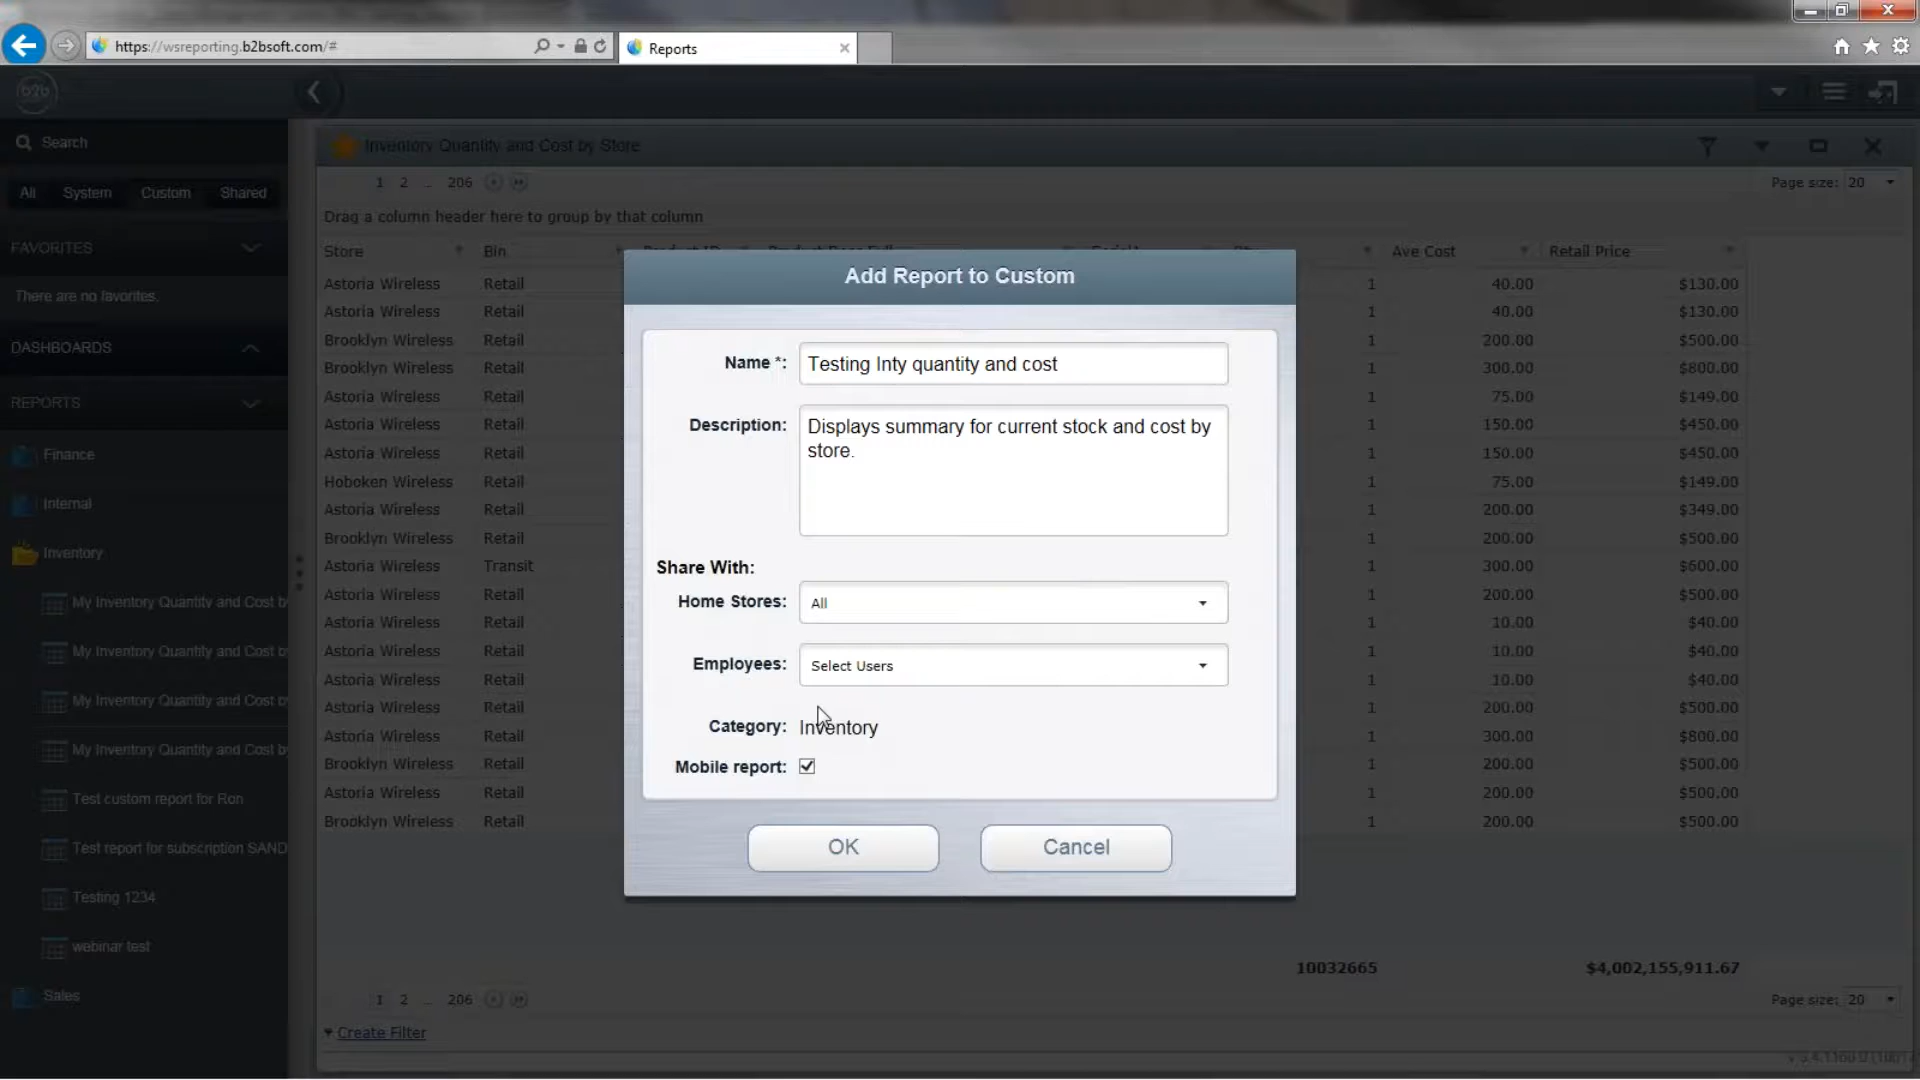 https://wsreporting.b2bsoft.com/#
Reports
b2b
Search
All System Custom Shared
FAVORITES
There are no favorites.
DASHBOARDS
REPORTS
Finance
Internal
Inventory
My Inventory Quantity and Cost b
My Inventory Quantity and Cost b
My Inventory Quantity and Cost b
My Inventory Quantity and Cost b
Test custom report for Ron
Test report for subscription SAND
Testing 1234
webinar test
Sales
Inventory Quantity and Cost by Store
1 2 ... 206
Page size: 20
Drag a column header here to group by that column
Store Bin Ave Cost Retail Price
Astoria Wireless Retail 1 40.00 $130.00
Astoria Wireless Retail 1 40.00 $130.00
Brooklyn Wireless Retail 1 200.00 $500.00
Brooklyn Wireless Retail 1 300.00 $800.00
Astoria Wireless Retail 1 75.00 $149.00
Astoria Wireless Retail 1 150.00 $450.00
Astoria Wireless Retail 1 150.00 $450.00
Hoboken Wireless Retail 1 75.00 $149.00
Astoria Wireless Retail 1 200.00 $349.00
Brooklyn Wireless Retail 1 200.00 $500.00
Astoria Wireless Transit 1 300.00 $600.00
Astoria Wireless Retail 1 200.00 $500.00
Astoria Wireless Retail 1 10.00 $40.00
Astoria Wireless Retail 1 10.00 $40.00
Astoria Wireless Retail 1 10.00 $40.00
Astoria Wireless Retail 1 200.00 $500.00
Astoria Wireless Retail 1 300.00 $800.00
Brooklyn Wireless Retail 1 200.00 $500.00
Astoria Wireless Retail 1 200.00 $500.00
Brooklyn Wireless Retail 1 200.00 $500.00
10032665 $4,002,155,911.67
1 2 ... 206
Page size: 20
Create Filter
Add Report to Custom
Name *: Testing Inty quantity and cost
Description: Displays summary for current stock and cost by
store.
Share With:
Home Stores: All
Employees: Select Users
Category: Inventory
Mobile report:
OK Cancel